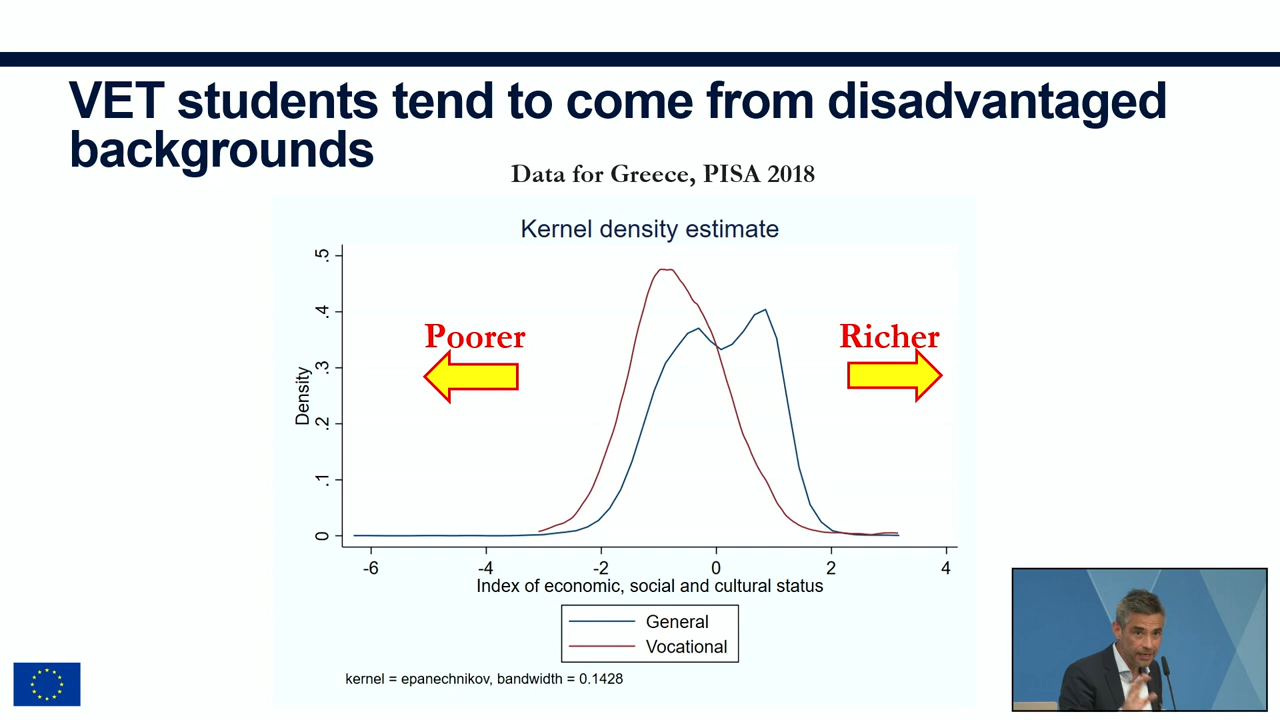 VET students tend to come from disadvantaged
backgrounds
Data for Greece, PISA 2018
Kernel density estimate
.5
.4
.3
.2
.1
0
Density
Poorer
Richer
-6
-4
-2
0
2
4
Index of economic, social and cultural status
General
Vocational
kernel = epanechnikov, bandwidth = 0.1428